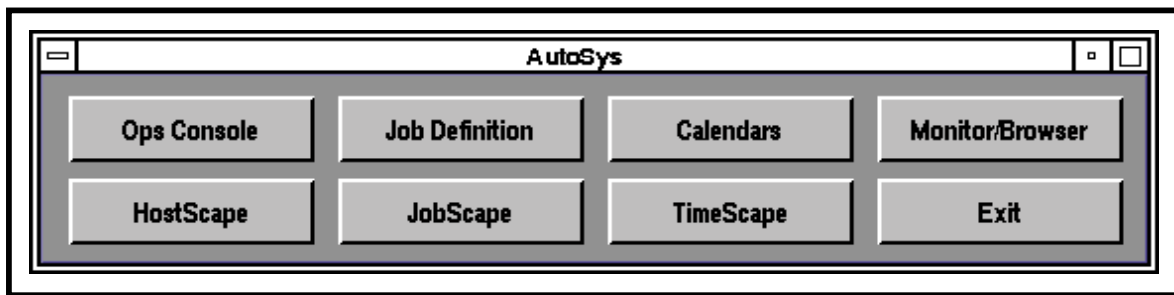 AutoSys
Ops Console Job Definition Calendars Monitor/Browser
HostScape JobScape TimeScape Exit